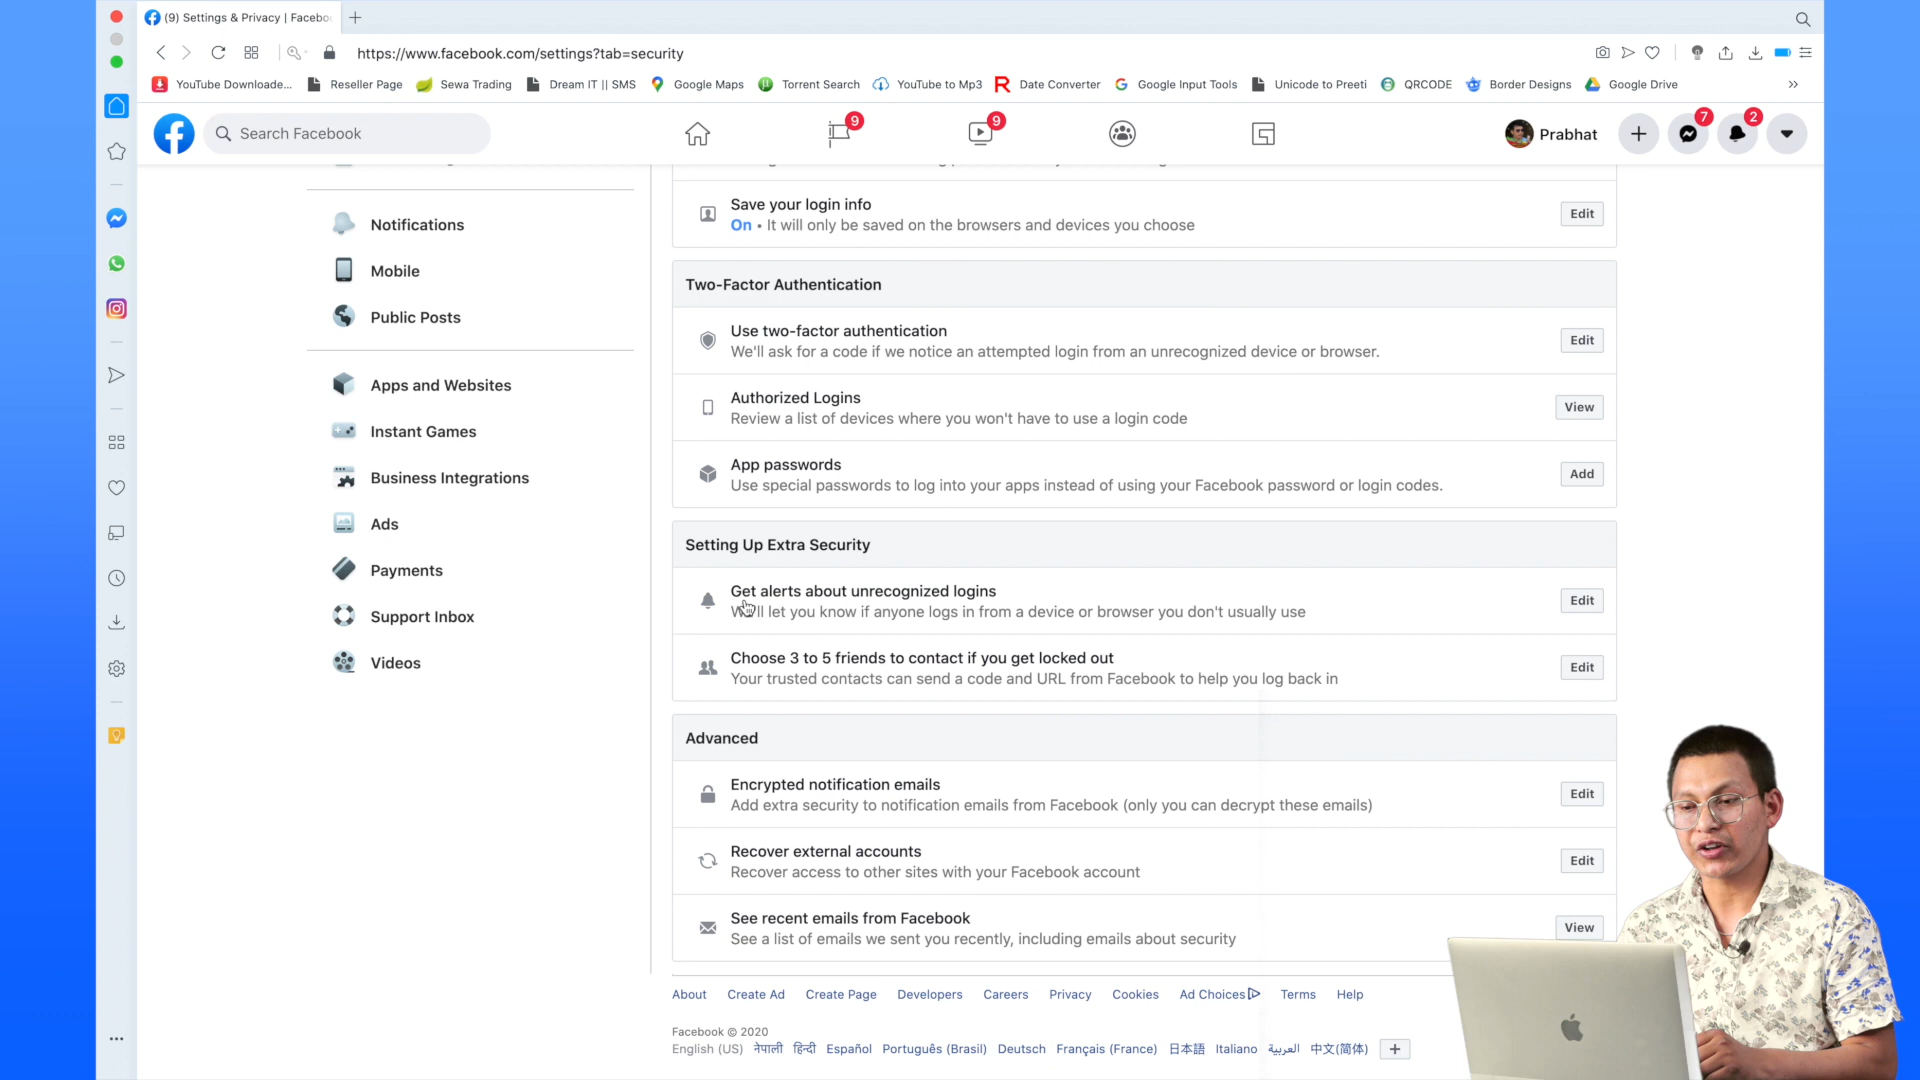 (9) Settings & Privacy | Facebo
https://www.facebook.com/settings?tab=security
YouTube Downloade... Reseller Page Sewa Trading Dream IT || SMS Google Maps Torrent Search YouTube to Mp3 Date Converter Google Input Tools Unicode to Preeti QRCODE Border Designs Google Drive
Search Facebook
9
9
Prabhat
7
2
Notifications
Mobile
Public Posts
Apps and Websites
Instant Games
Business Integrations
Ads
Payments
Support Inbox
Videos
Save your login info
On • It will only be saved on the browsers and devices you choose
Edit
Two-Factor Authentication
Use two-factor authentication
We'll ask for a code if we notice an attempted login from an unrecognized device or browser.
Edit
Authorized Logins
Review a list of devices where you won't have to use a login code
View
App passwords
Use special passwords to log into your apps instead of using your Facebook password or login codes.
Add
Setting Up Extra Security
Get alerts about unrecognized logins
We'll let you know if anyone logs in from a device or browser you don't usually use
Edit
Choose 3 to 5 friends to contact if you get locked out
Your trusted contacts can send a code and URL from Facebook to help you log back in
Edit
Advanced
Encrypted notification emails
Add extra security to notification emails from Facebook (only you can decrypt these emails)
Edit
Recover external accounts
Recover access to other sites with your Facebook account
Edit
See recent emails from Facebook
See a list of emails we sent you recently, including emails about security
View
About Create Ad Create Page Developers Careers Privacy Cookies Ad Choices Terms Help
Facebook © 2020
English (US) नेपाली हिन्दी Español Português (Brasil) Deutsch Français (France) 日本語 Italiano العربية 中文(简体)